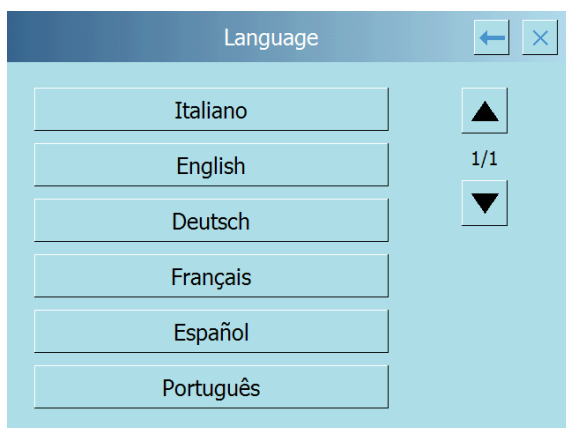 Language
Italiano
English
1/1
Deutsch
Français
Español
Português